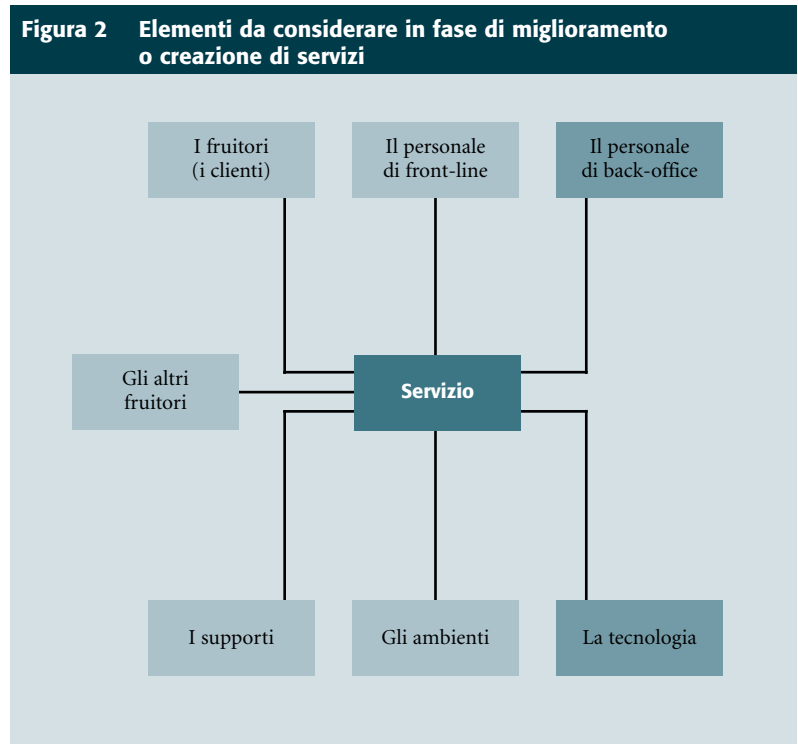 Figura 2 Elementi da considerare in fase di miglioramento
o creazione di servizi
I fruitori
(i clienti)
Il personale
di front-line
Il personale
di back-office
Gli altri
fruitori
Servizio
I supporti
Gli ambienti
La tecnologia